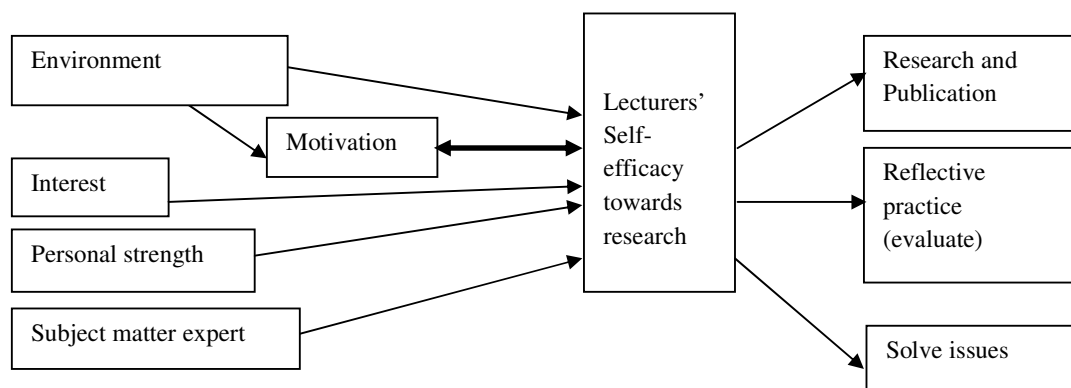 Environment
Motivation
Interest
Personal strength
Subject matter expert
Lecturers’
Self-
efficacy
towards
research
Research and
Publication
Reflective
practice
(evaluate)
Solve issues